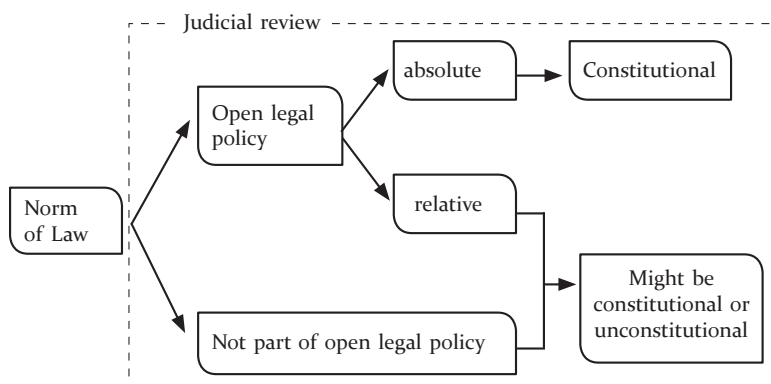 Judicial review
absolute
Constitutional
Open legal
policy
relative
Norm
of Law
Might be
constitutional or
unconstitutional
Not part of open legal policy